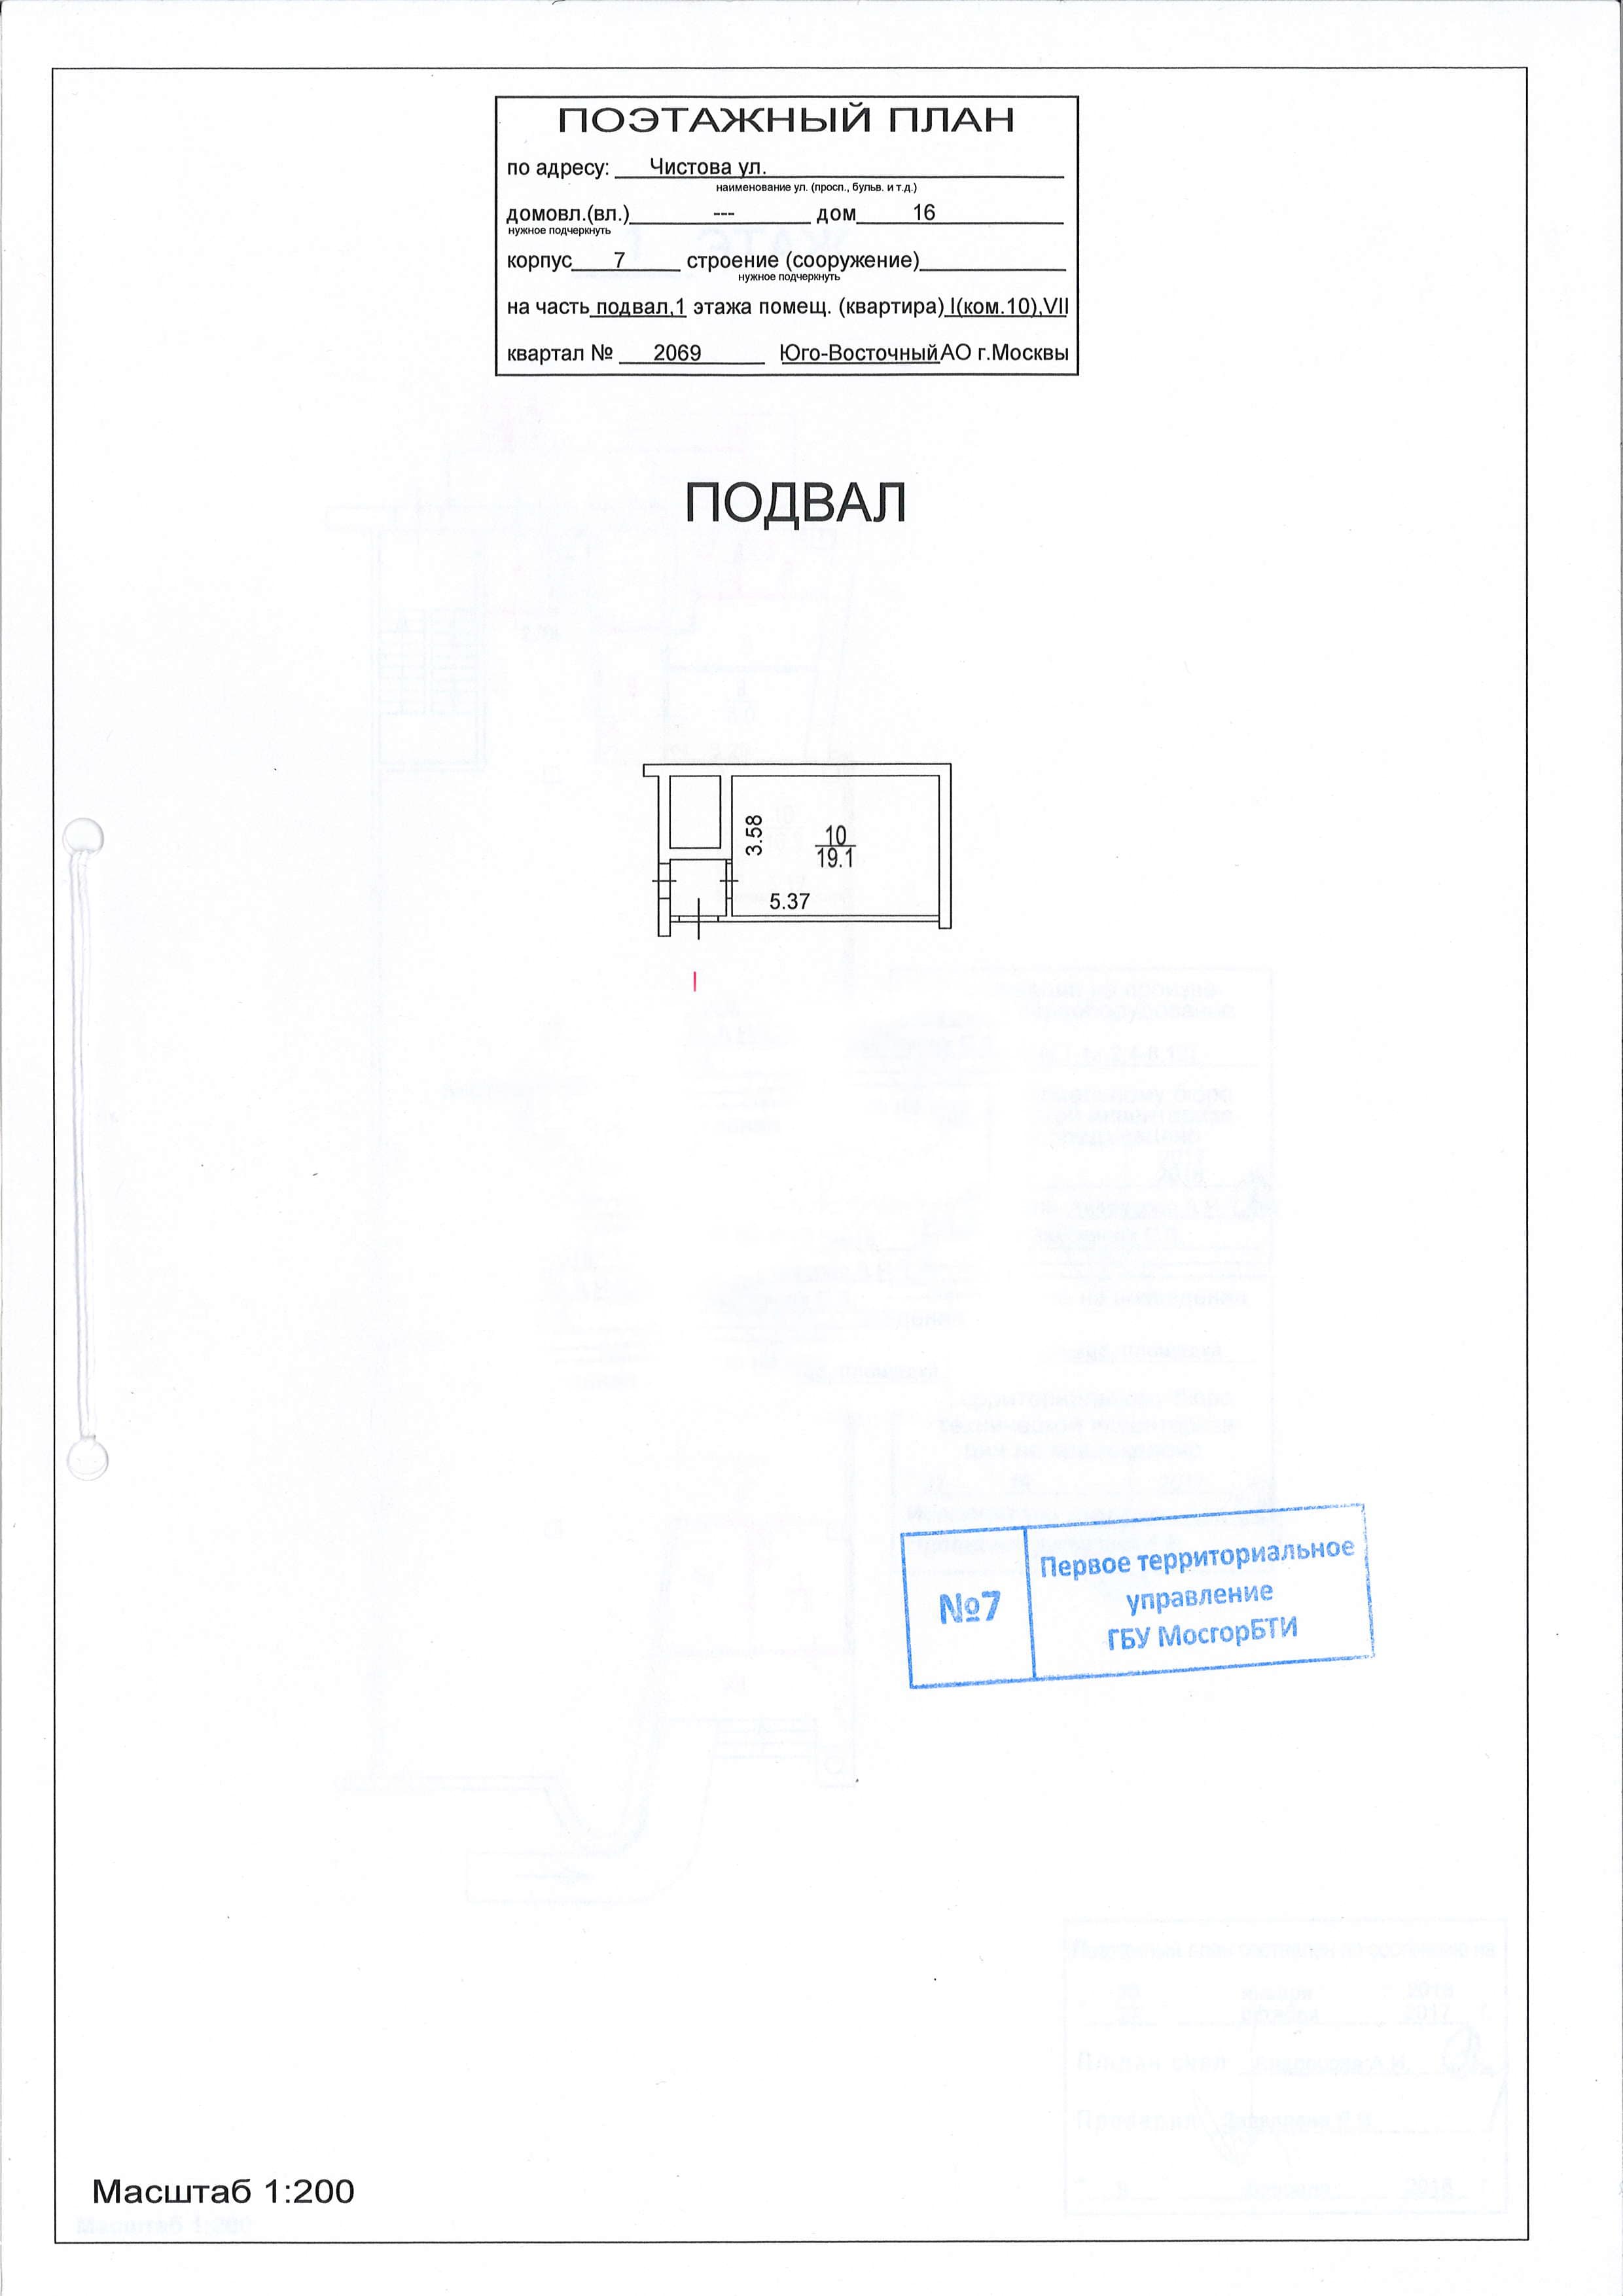 ПОЭТАЖНЫЙ ПЛАН
по адресу: Чистова ул.
наименование ул. (просп., бульв. и т.д.)
домовл.(вл.) --- дом 16
нужное подчеркнуть
корпус 7 строение (сооружение)
нужное подчеркнуть
на часть подвал,1 этажа помещ. (квартира) I(ком.10),VII
квартал № 2069 Юго-Восточный АО г.Москвы
ПОДВАЛ
3.58
10
19.1
5.37
I
№7
Первое территориальное
управление
ГБУ МосгорБТИ
Масштаб 1:200